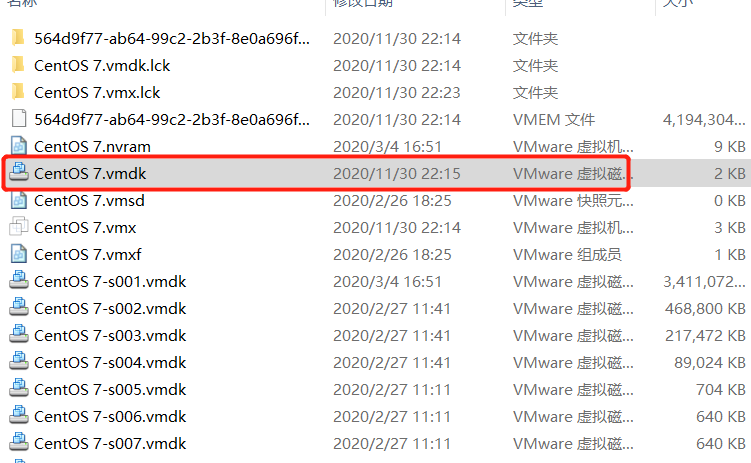 名称 修改日期 类型 大小
564d9f77-ab64-99c2-2b3f-8e0a696f... 2020/11/30 22:14 文件夹
CentOS 7.vmdk.lck 2020/11/30 22:14 文件夹
CentOS 7.vmx.lck 2020/11/30 22:23 文件夹
564d9f77-ab64-99c2-2b3f-8e0a696f... 2020/11/30 22:14 VMEM 文件 4,194,304...
CentOS 7.nvram 2020/3/4 16:51 VMware 虚拟机... 9 KB
CentOS 7.vmdk 2020/11/30 22:15 VMware 虚拟磁... 2 KB
CentOS 7.vmsd 2020/2/26 18:25 VMware 快照元... 0 KB
CentOS 7.vmx 2020/11/30 22:14 VMware 虚拟机... 3 KB
CentOS 7.vmxf 2020/2/26 18:25 VMware 组成员 1 KB
CentOS 7-s001.vmdk 2020/3/4 16:51 VMware 虚拟磁... 3,411,072...
CentOS 7-s002.vmdk 2020/2/27 11:41 VMware 虚拟磁... 468,800 KB
CentOS 7-s003.vmdk 2020/2/27 11:41 VMware 虚拟磁... 217,472 KB
CentOS 7-s004.vmdk 2020/2/27 11:41 VMware 虚拟磁... 89,024 KB
CentOS 7-s005.vmdk 2020/2/27 11:11 VMware 虚拟磁... 704 KB
CentOS 7-s006.vmdk 2020/2/27 11:11 VMware 虚拟磁... 640 KB
CentOS 7-s007.vmdk 2020/2/27 11:11 VMware 虚拟磁... 640 KB